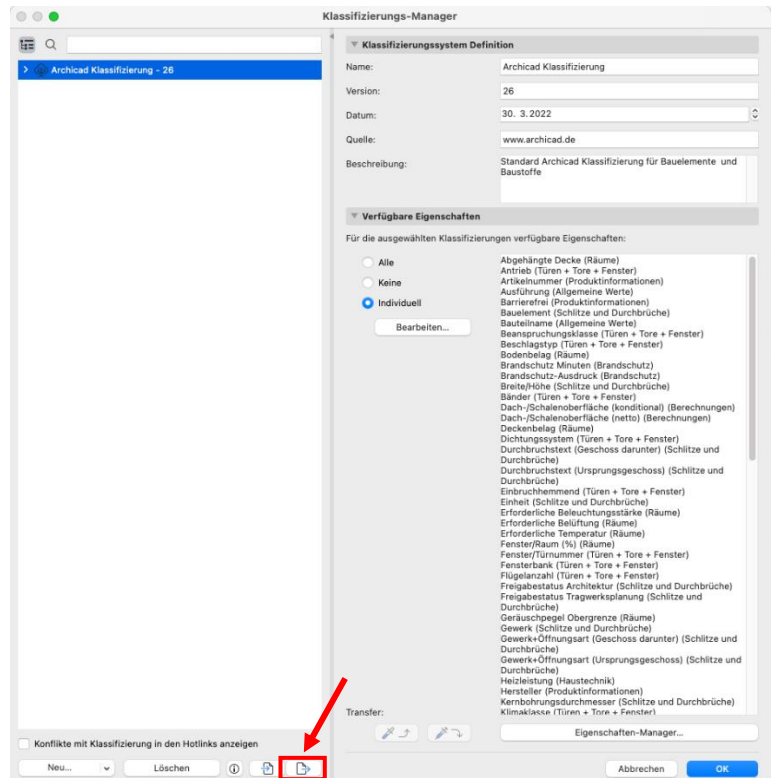 Klassifizierungs-Manager
Archicad Klassifizierung - 26
Konflikte mit Klassifizierung in den Hotlinks anzeigen
Neu...
Löschen
Klassifizierungssystem Definition
Name:
Archicad Klassifizierung
Version:
26
Datum:
30. 3.2022
Quelle:
www.archicad.de
Beschreibung:
Standard Archicad Klassifizierung für Bauelemente und
Baustoffe
Verfügbare Eigenschaften
Für die ausgewählten Klassifizierungen verfügbare Eigenschaften:
Alle
Keine
Individuell
Bearbeiten...
Abgehängte Decke (Räume)
Antrieb (Türen + Tore + Fenster)
Artikelnummer (Produktinformationen)
Ausführung (Allgemeine Werte)
Barrierefrei (Produktinformationen)
Bauelement (Schlitze und Durchbrüche)
Bauteilname (Allgemeine Werte)
Beanspruchungsklasse (Türen + Tore + Fenster)
Beschlagstyp (Türen + Tore + Fenster)
Bodenbelag (Räume)
Brandschutz Minuten (Brandschutz)
Brandschutz-Ausdruck (Brandschutz)
Breite/Höhe (Schlitze und Durchbrüche)
Bänder (Türen + Tore + Fenster)
Dach-/Schalenoberfläche (konditional) (Berechnungen)
Dach-/Schalenoberfläche (netto) (Berechnungen)
Deckenbelag (Räume)
Dichtungssystem (Türen + Tore + Fenster)
Durchbruchstext (Geschoss darunter) (Schlitze und
Durchbrüche)
Durchbruchstext (Ursprungsgeschoss) (Schlitze und
Durchbrüche)
Einbruchhemmend (Türen + Tore + Fenster)
Einheit (Schlitze und Durchbrüche)
Erforderliche Beleuchtungsstärke (Räume)
Erforderliche Belüftung (Räume)
Erforderliche Temperatur (Räume)
Fenster/Raum (%) (Räume)
Fenster/Türnummer (Türen + Tore + Fenster)
Fensterbank (Türen + Tore + Fenster)
Flügelanzahl (Türen + Tore + Fenster)
Freigabestatus Architektur (Schlitze und Durchbrüche)
Freigabestatus Tragwerksplanung (Schlitze und
Durchbrüche)
Geräuschpegel Obergrenze (Räume)
Gewerk (Schlitze und Durchbrüche)
Gewerk+Öffnungsart (Geschoss darunter) (Schlitze und
Durchbrüche)
Gewerk+Öffnungsart (Ursprungsgeschoss) (Schlitze und
Durchbrüche)
Heizleistung (Haustechnik)
Hersteller (Produktinformationen)
Kernbohrungsdurchmesser (Schlitze und Durchbrüche)
Klimaklasse (Türen + Tore + Fenster)
Transfer:
Eigenschaften-Manager...
Abbrechen
OK